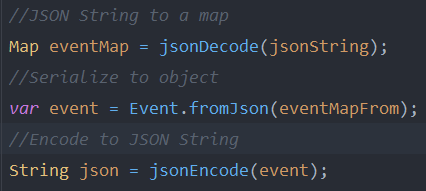 //JSON String to a map
Map eventMap = jsonDecode(jsonString);
//Serialize to object
var event = Event.fromJson(eventMapFrom);
//Encode to JSON String
String json = jsonEncode(event);